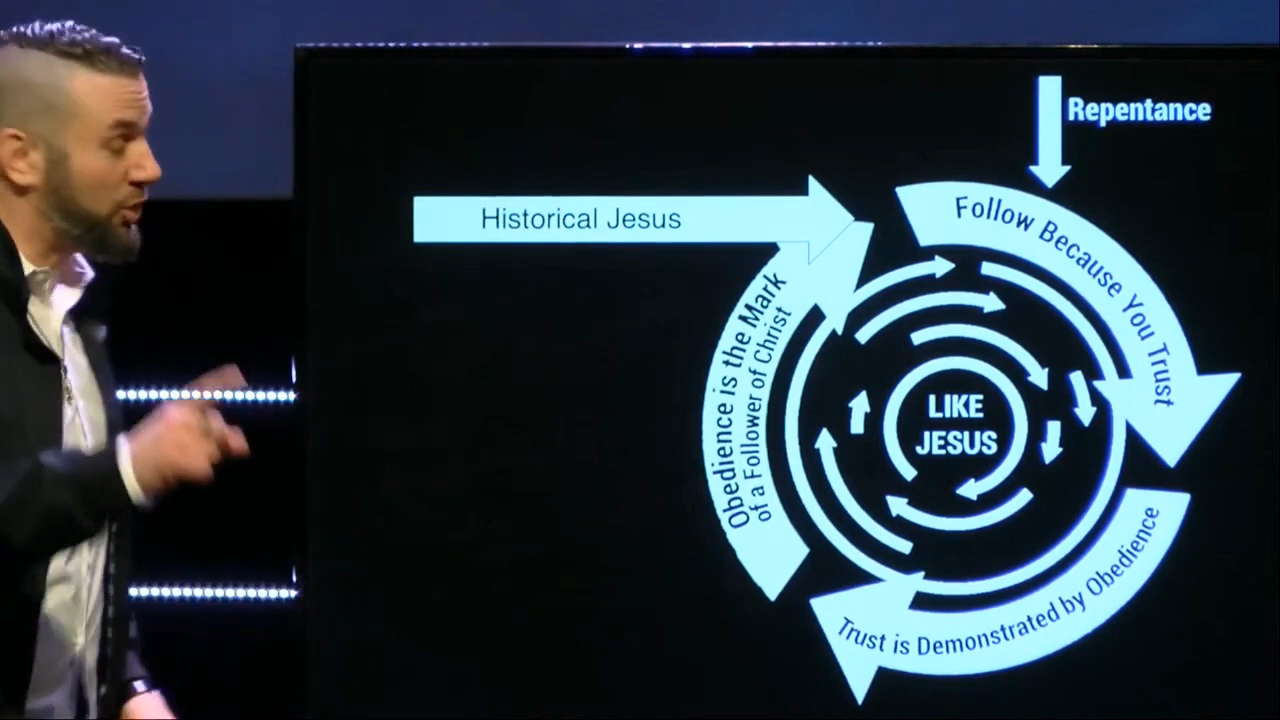 Repentance
Historical Jesus
Follow Because You Trust
Obedience is the Mark
of a Follower of Christ
LIKE
JESUS
Trust is Demonstrated by Obedience